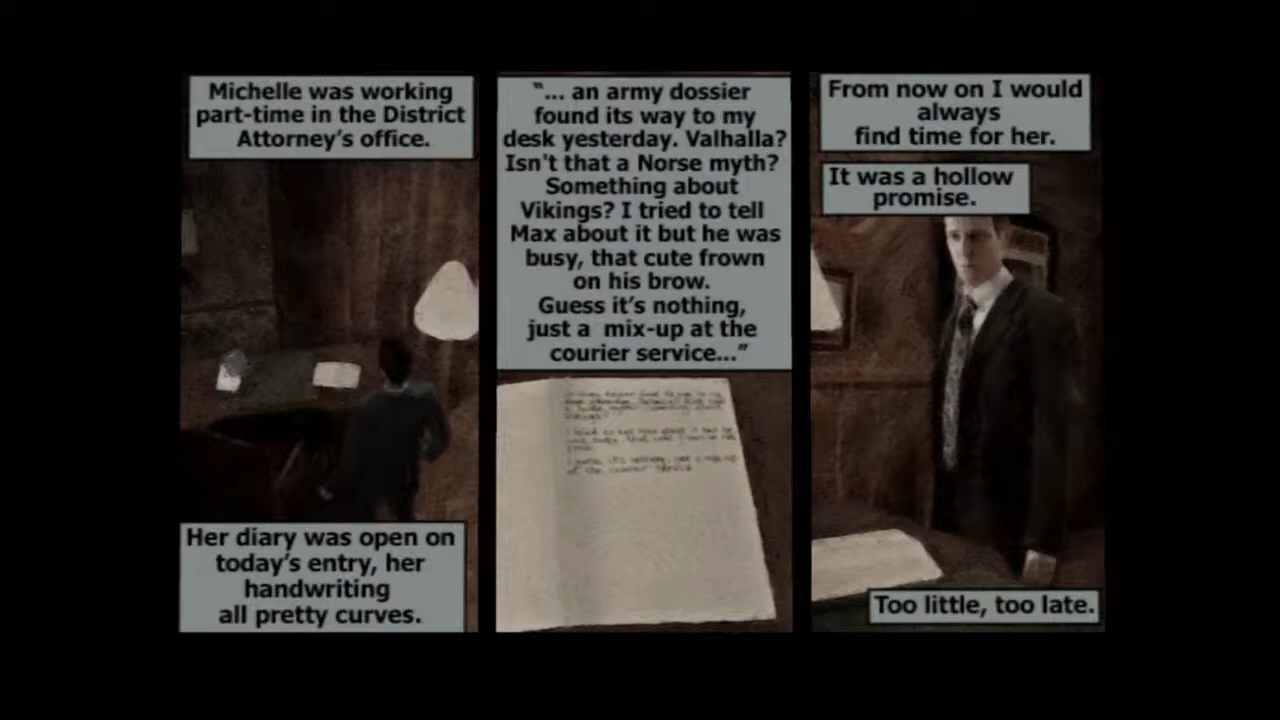 Michelle was working
part-time in the District
Attorney's office.
Her diary was open on
today's entry, her
handwriting
all pretty curves.
"... an army dossier
found its way to my
desk yesterday. Valhalla?
Isn't that a Norse myth?
Something about
Vikings? I tried to tell
Max about it but he was
busy, that cute frown
on his brow.
Guess it's nothing,
just a mix-up at the
courier service..."
From now on I would
always
find time for her.
It was a hollow
promise.
Too little, too late.